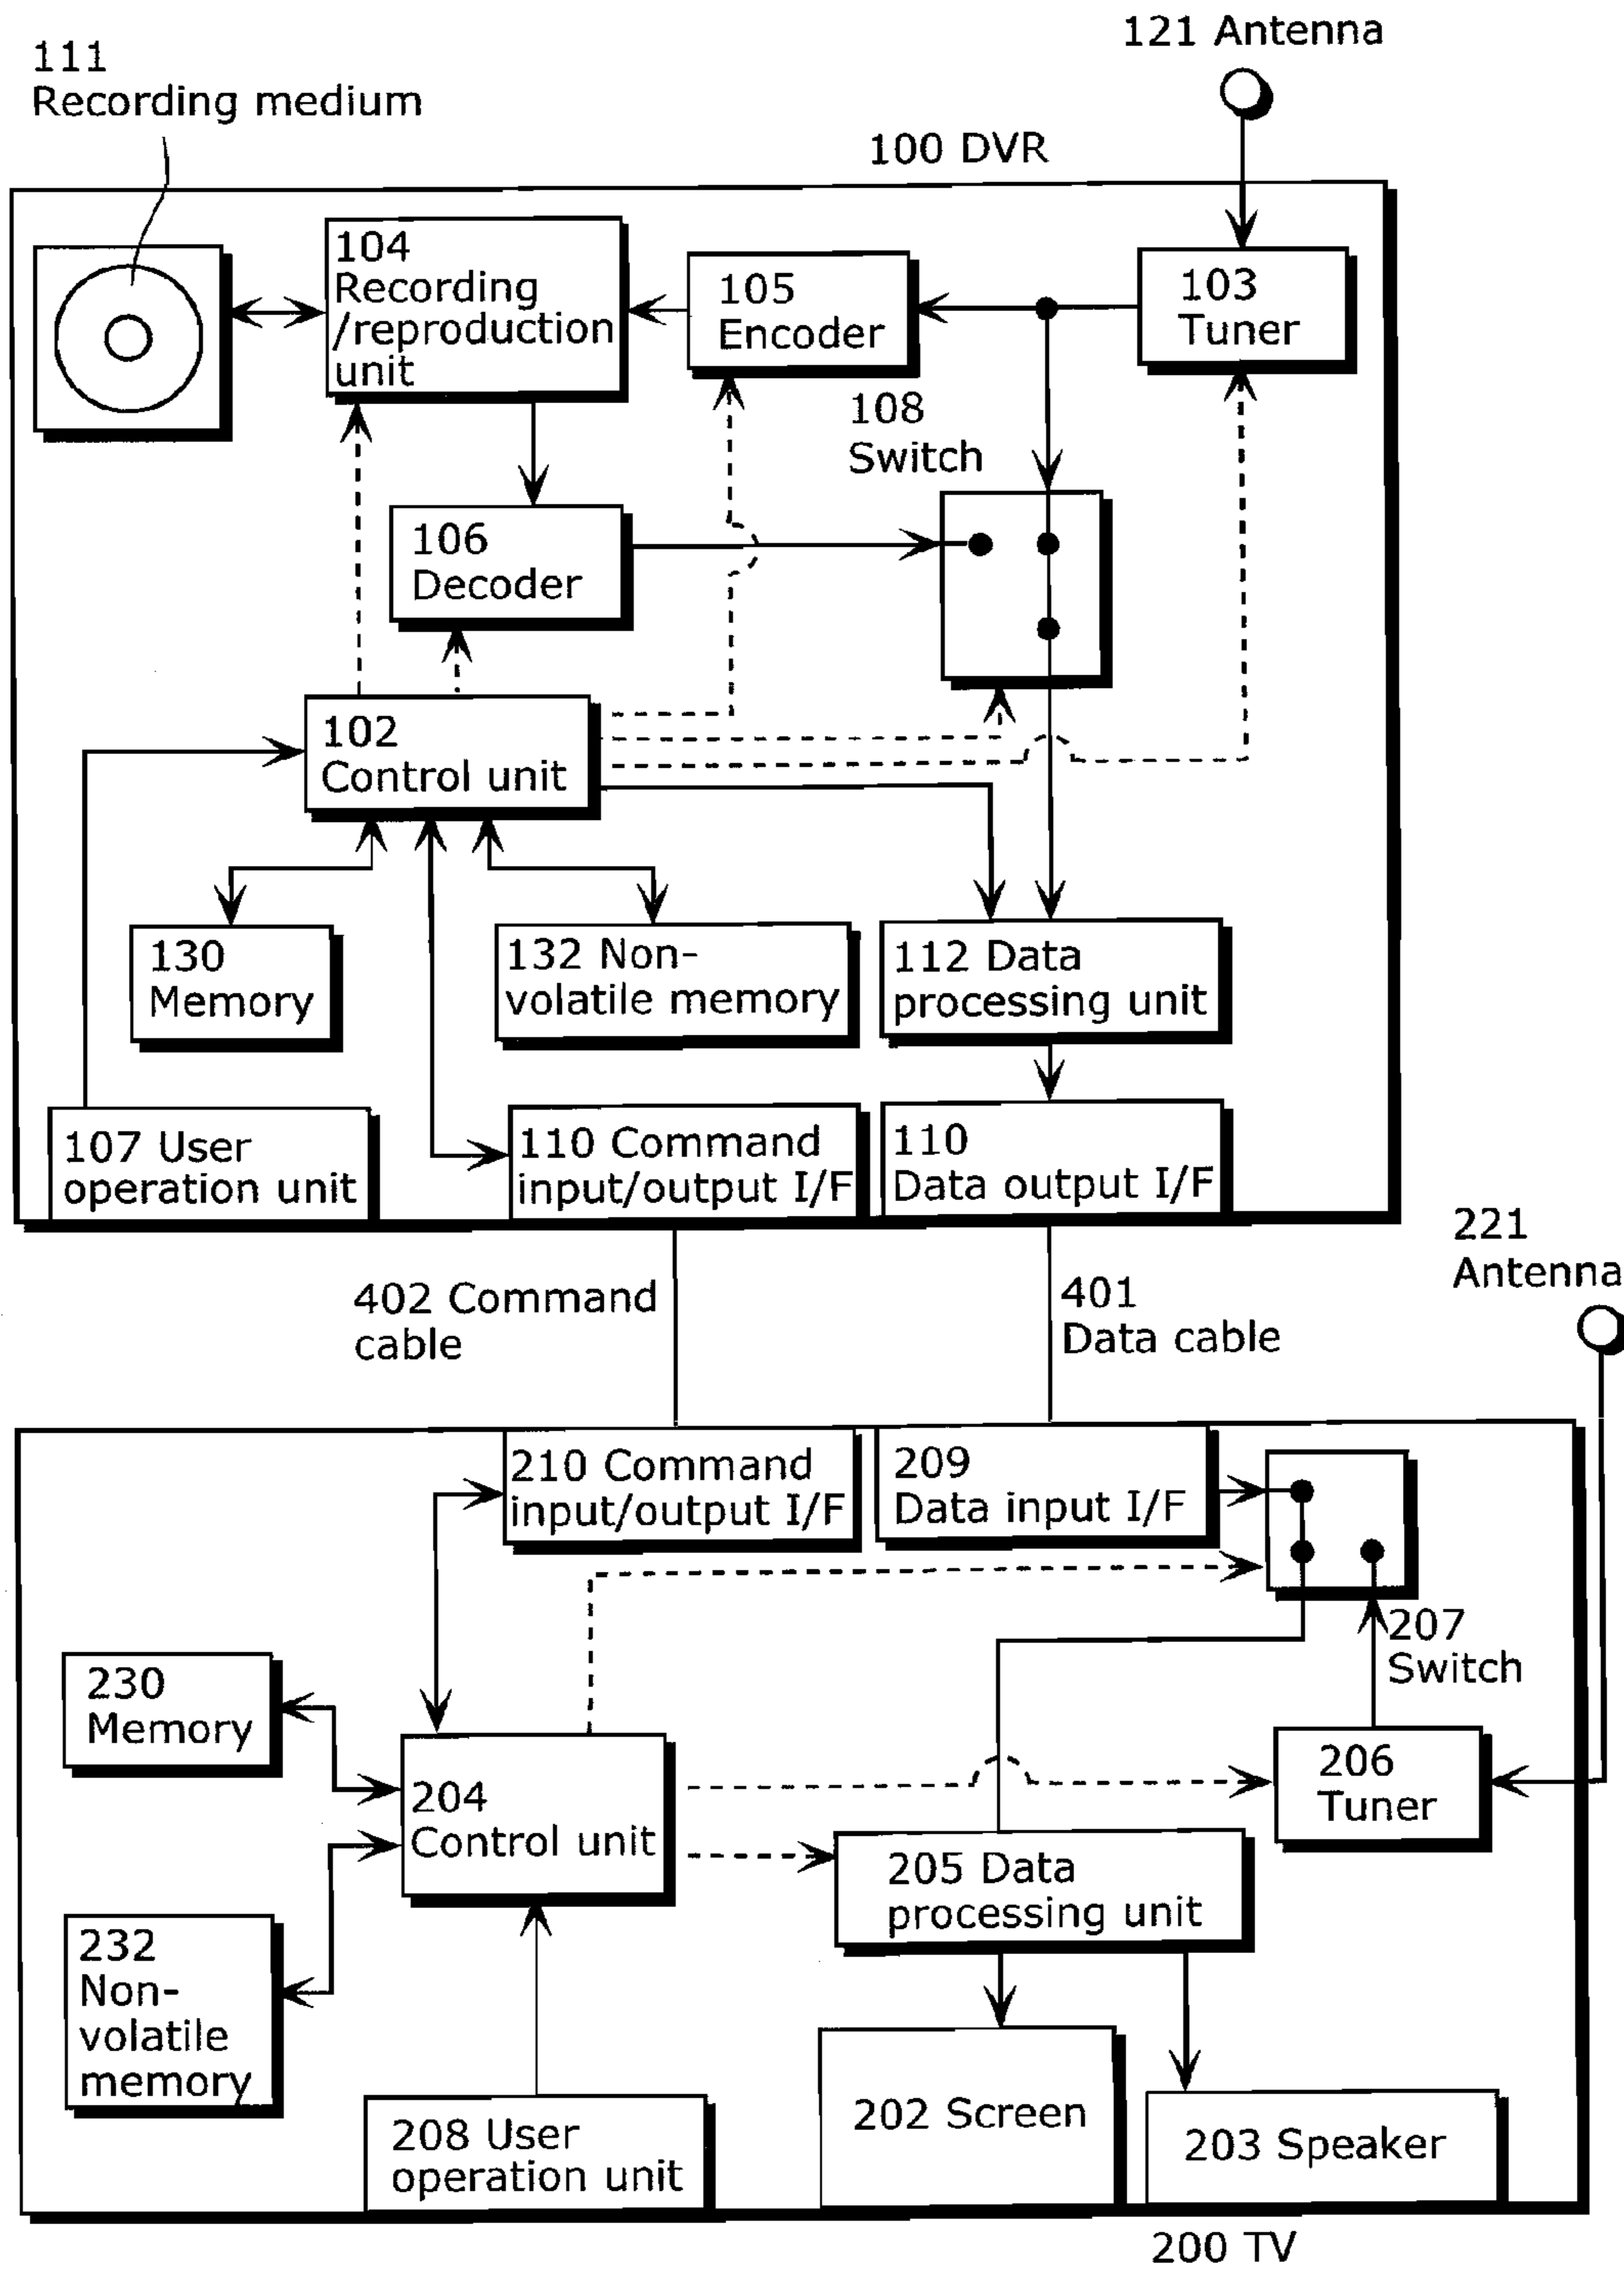 121 Antenna
111
Recording medium
100 DVR
104
Recording
/reproduction
unit
105
Encoder
103
Tuner
108
Switch
106
Decoder
102
Control unit
130
Memory
132 Non-
volatile memory
112 Data
processing unit
107 User
operation unit
110 Command
input/output I/F
110
Data output I/F
221
Antenna
402 Command
cable
401
Data cable
210 Command
input/output I/F
209
Data input I/F
207
Switch
230
Memory
204
Control unit
206
Tuner
205 Data
processing unit
232
Non-
volatile
memory
208 User
operation unit
202 Screen
203 Speaker
200 TV